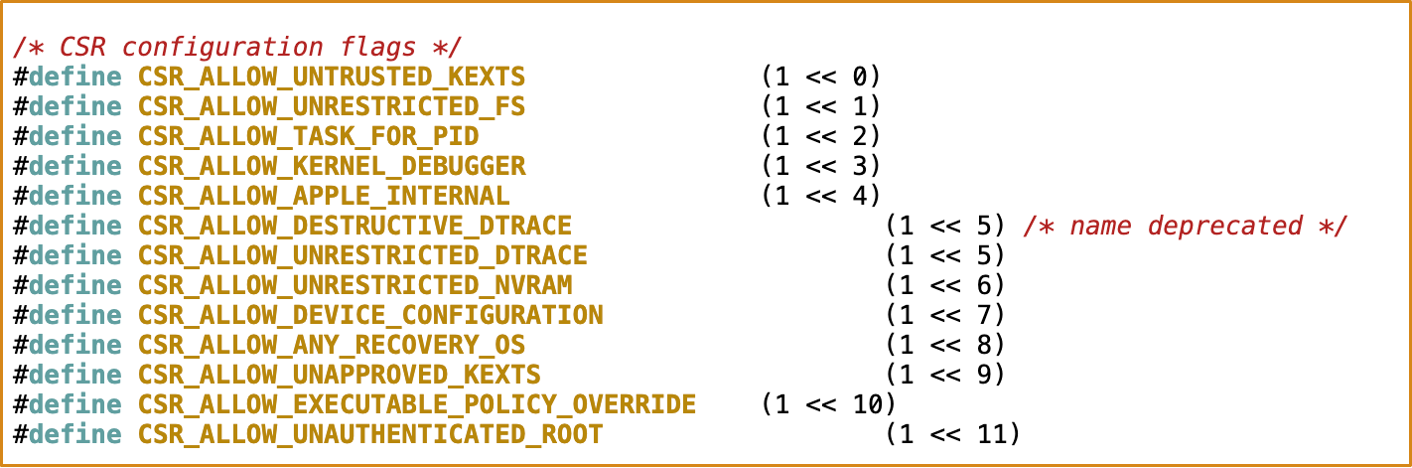 /* CSR configuration flags */
#define CSR_ALLOW_UNTRUSTED_KEXTS (1 << 0)
#define CSR_ALLOW_UNRESTRICTED_FS (1 << 1)
#define CSR_ALLOW_TASK_FOR_PID (1 << 2)
#define CSR_ALLOW_KERNEL_DEBUGGER (1 << 3)
#define CSR_ALLOW_APPLE_INTERNAL (1 << 4)
#define CSR_ALLOW_DESTRUCTIVE_DTRACE (1 << 5) /* name deprecated */
#define CSR_ALLOW_UNRESTRICTED_DTRACE (1 << 5)
#define CSR_ALLOW_UNRESTRICTED_NVRAM (1 << 6)
#define CSR_ALLOW_DEVICE_CONFIGURATION (1 << 7)
#define CSR_ALLOW_ANY_RECOVERY_OS (1 << 8)
#define CSR_ALLOW_UNAPPROVED_KEXTS (1 << 9)
#define CSR_ALLOW_EXECUTABLE_POLICY_OVERRIDE (1 << 10)
#define CSR_ALLOW_UNAUTHENTICATED_ROOT (1 << 11)